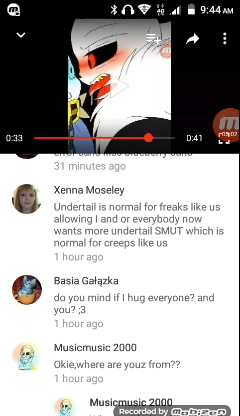 9:44 AM
0:33
0:41
31 minutes ago
Xenna Moseley
Undertail is normal for freaks like us
allowing I and or everybody now
wants more undertail SMUT which is
normal for creeps like us
1 hour ago
Basia Gałązka
do you mind if I hug everyone? and
you? ;3
1 hour ago
Musicmusic 2000
Okie,where are youz from??
1 hour ago
Musicmusic 2000
Recorded by Mobizen